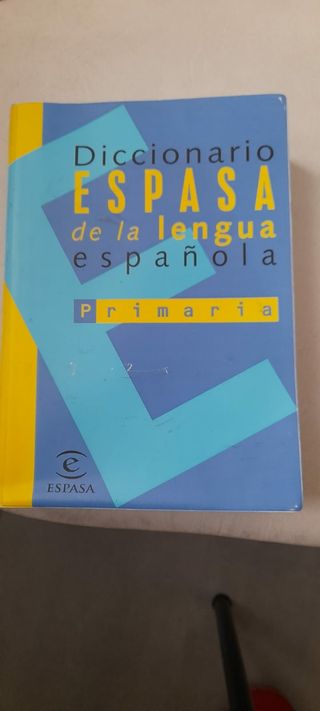 Diccionario
ESPASA
de la lengua
española
Primaria
e
ESPASA